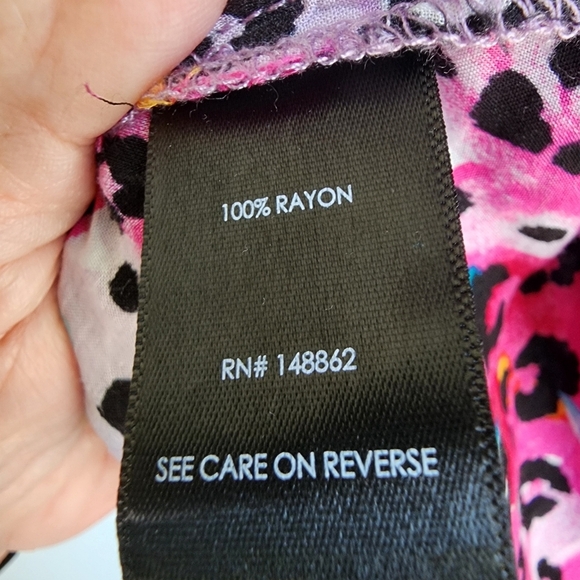 100% RAYON
RN# 148862
SEE CARE ON REVERSE